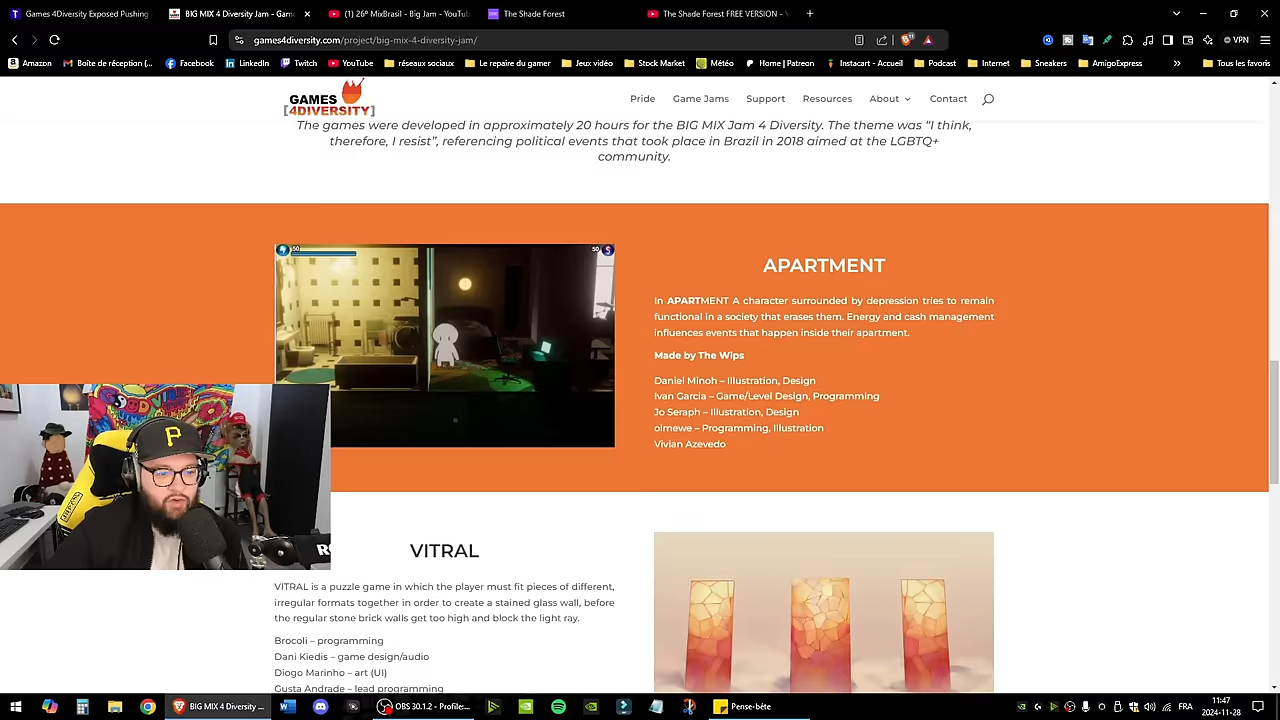 Games 4Diversity Exposed Pushing
BIG MIX 4 Diversity Jam - Games
(1) 26º MixBrasil - Big Jam - YouTu
The Shade Forest
The Shade Forest FREE VERSION - Y
games4diversity.com/project/big-mix-4-diversity-jam/
VPN
Amazon
Boîte de réception (...
Facebook
LinkedIn
Twitch
YouTube
réseaux sociaux
Le repaire du gamer
Jeux vidéo
Stock Market
Météo
Home | Patreon
Instacart - Accueil
Podcast
Internet
Sneakers
AmigoExpress
Tous les favoris
GAMES
[4DIVERSITY]
Pride
Game Jams
Support
Resources
About
Contact
The games were developed in approximately 20 hours for the BIG MIX Jam 4 Diversity. The theme was “I think,
therefore, I resist”, referencing political events that took place in Brazil in 2018 aimed at the LGBTQ+
community.
50
50
APARTMENT
In APARTMENT A character surrounded by depression tries to remain
functional in a society that erases them. Energy and cash management
influences events that happen inside their apartment.
Made by The Wips
Daniel Minoh – Illustration, Design
Ivan Garcia – Game/Level Design, Programming
Jo Seraph – Illustration, Design
olmewe – Programming, Illustration
Vivian Azevedo
VITRAL
VITRAL is a puzzle game in which the player must fit pieces of different,
irregular formats together in order to create a stained glass wall, before
the regular stone brick walls get too high and block the light ray.
Brocoli – programming
Dani Kiedis – game design/audio
Diogo Marinho – art (UI)
Gusta Andrade – lead programming
BIG MIX 4 Diversity ...
OBS 30.1.2 - Profile:...
Pense-bête
FRA
11:47
2024-11-28